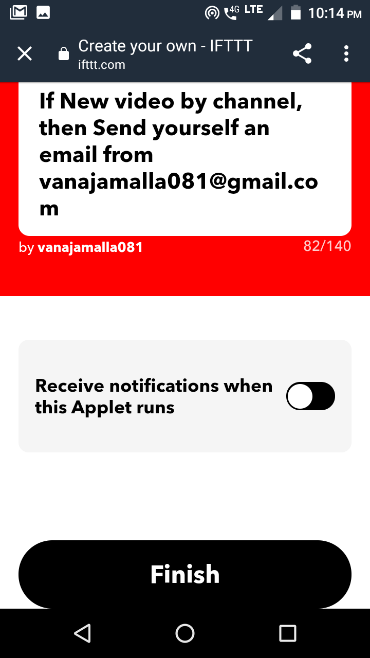 4G LTE 10:14 PM
Create your own - IFTTT
ifttt.com
If New video by channel,
then Send yourself an
email from
vanajamalla081@gmail.co
m
by vanajamalla081 82/140
Receive notifications when
this Applet runs
Finish